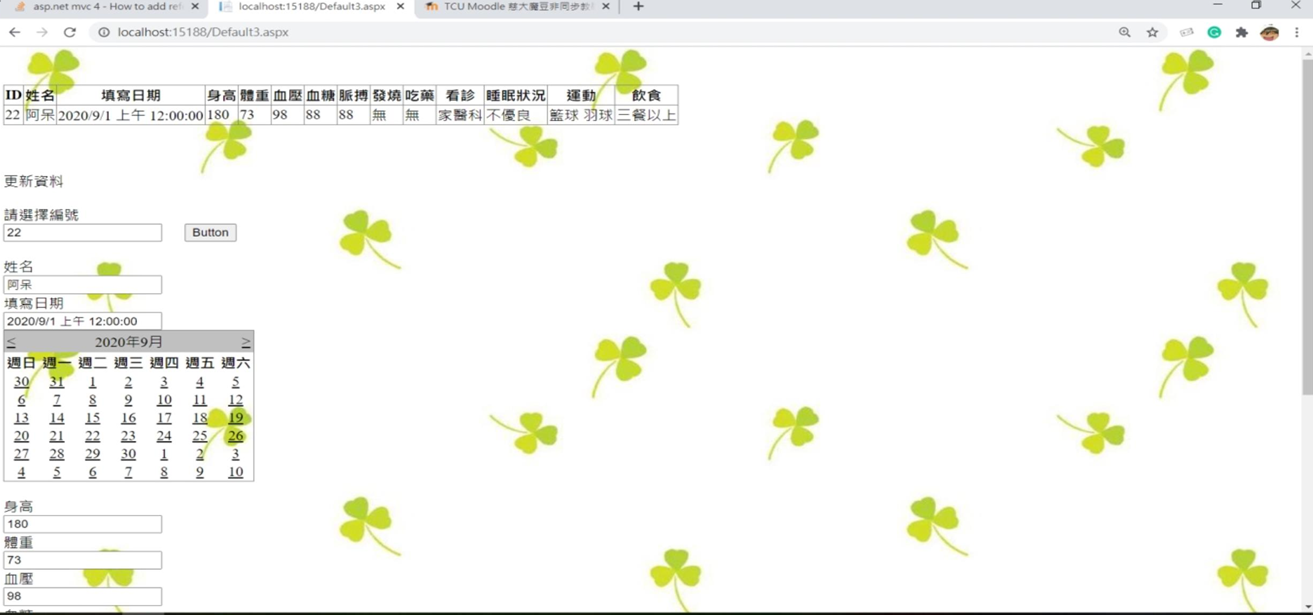 asp.net mvc 4 - How to add ref
localhost:15188/Default3.aspx
TCU Moodle 慈大魔豆非同步教
localhost:15188/Default3.aspx
ID 姓名 填寫日期 身高 體重 血壓 血糖 脈搏 發燒 吃藥 看診 睡眠狀況 運動 飲食
22 阿呆 2020/9/1 上午 12:00:00 180 73 98 88 88 無 無 家醫科 不優良 籃球 羽球 三餐以上
更新資料
請選擇編號
22 Button
姓名
阿呆
填寫日期
2020/9/1 上午 12:00:00
< 2020年9月 >
週日 週一 週二 週三 週四 週五 週六
30 31 1 2 3 4 5
6 7 8 9 10 11 12
13 14 15 16 17 18 19
20 21 22 23 24 25 26
27 28 29 30 1 2 3
4 5 6 7 8 9 10
身高
180
體重
73
血壓
98